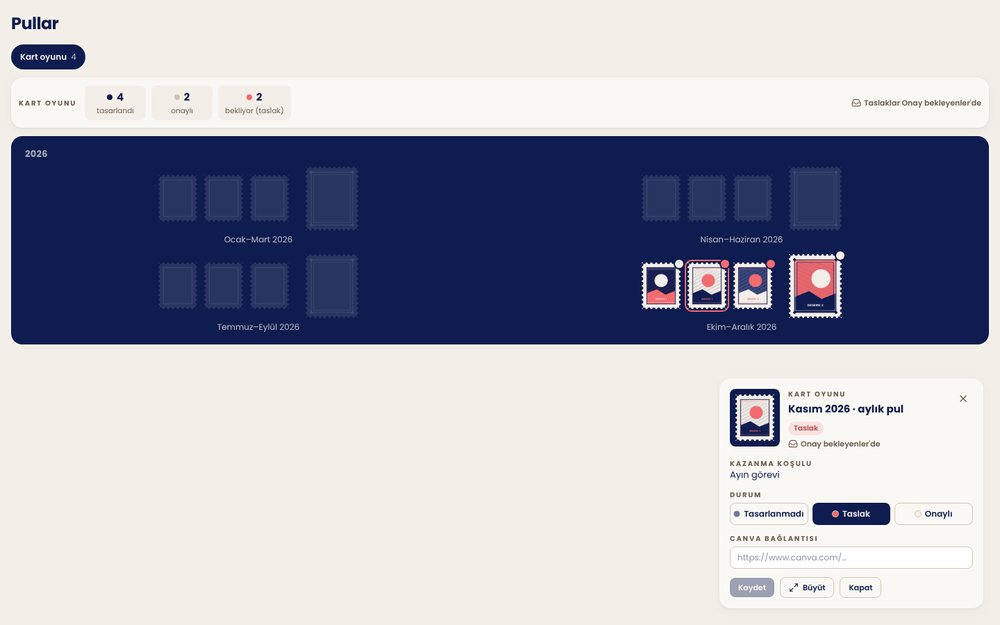 Pullar
Kart oyunu 4
KART OYUNU
4
tasarlandı
2
onaylı
2
bekliyor (taslak)
Taslaklar Onay bekleyenler'de
2026
Ocak–Mart 2026
Nisan–Haziran 2026
Temmuz–Eylül 2026
Ekim–Aralık 2026
KART OYUNU
Kasım 2026 · aylık pul
Taslak
Onay bekleyenler'de
KAZANMA KOŞULU
Ayın görevi
DURUM
Tasarlanmadı
Taslak
Onaylı
CANVA BAĞLANTISI
https://www.canva.com/…
Kaydet
Büyüt
Kapat